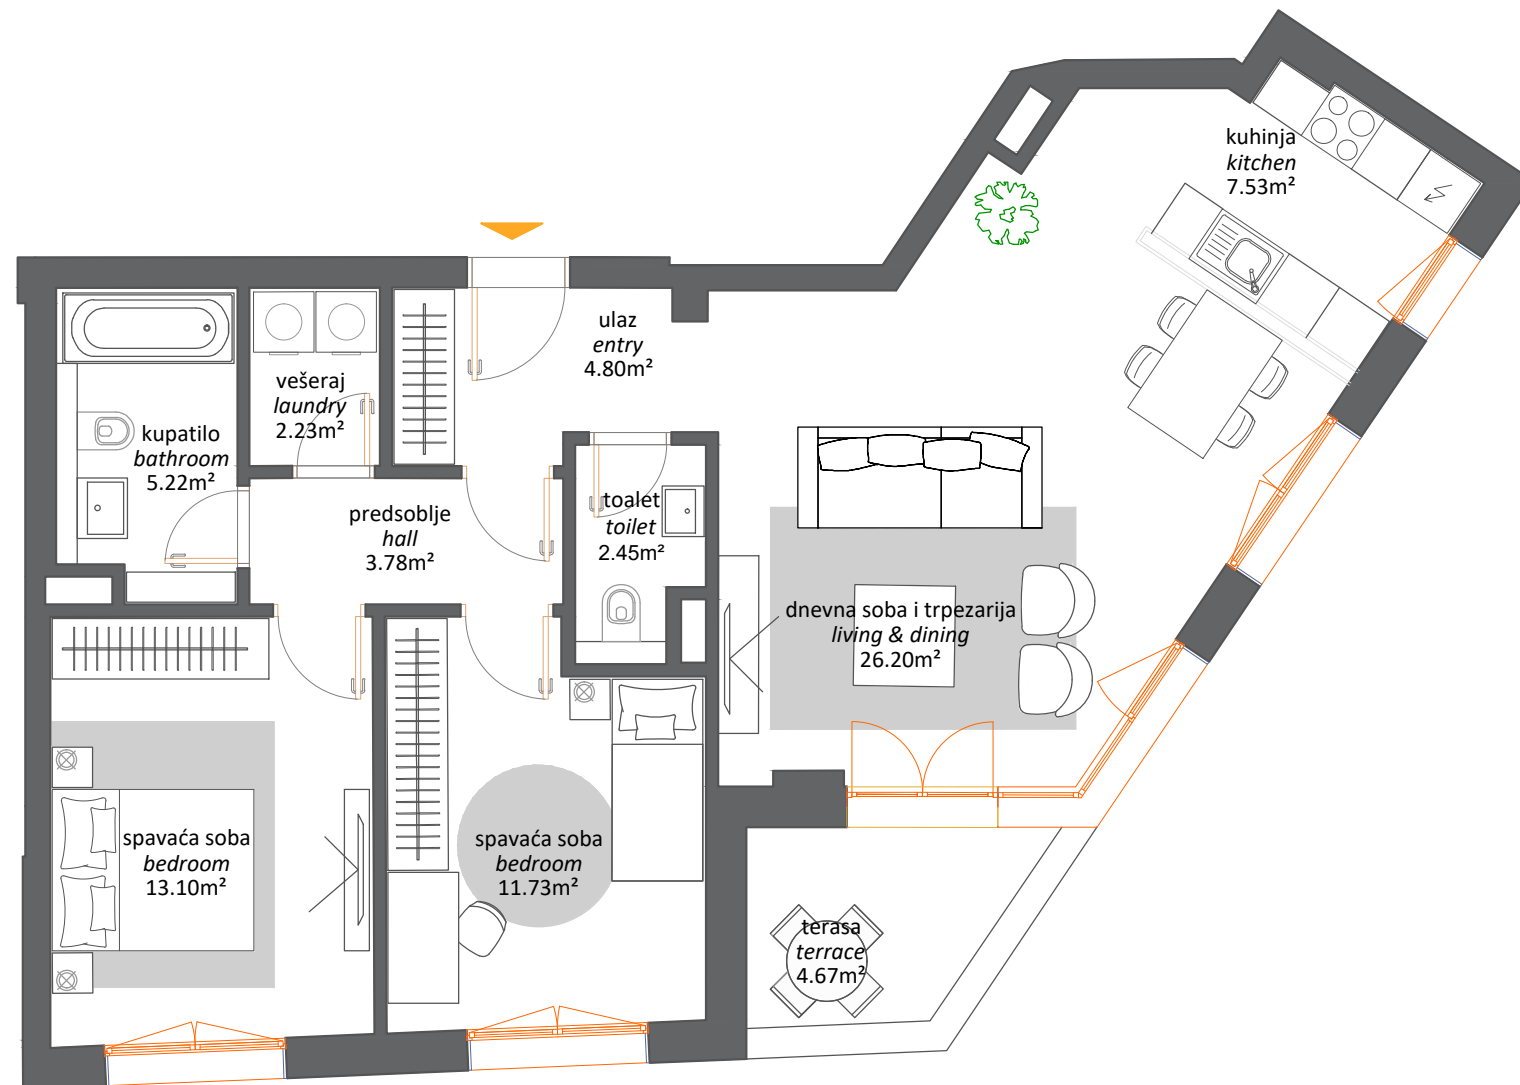 kuhinja
kitchen
7.53m²
ulaz
entry
4.80m²
vešeraj
laundry
2.23m²
kupatilo
bathroom
5.22m²
predsoblje
hall
3.78m²
toalet
toilet
2.45m²
dnevna soba i trpezarija
living & dining
26.20m²
spavaća soba
bedroom
13.10m²
spavaća soba
bedroom
11.73m²
terasa
terrace
4.67m²